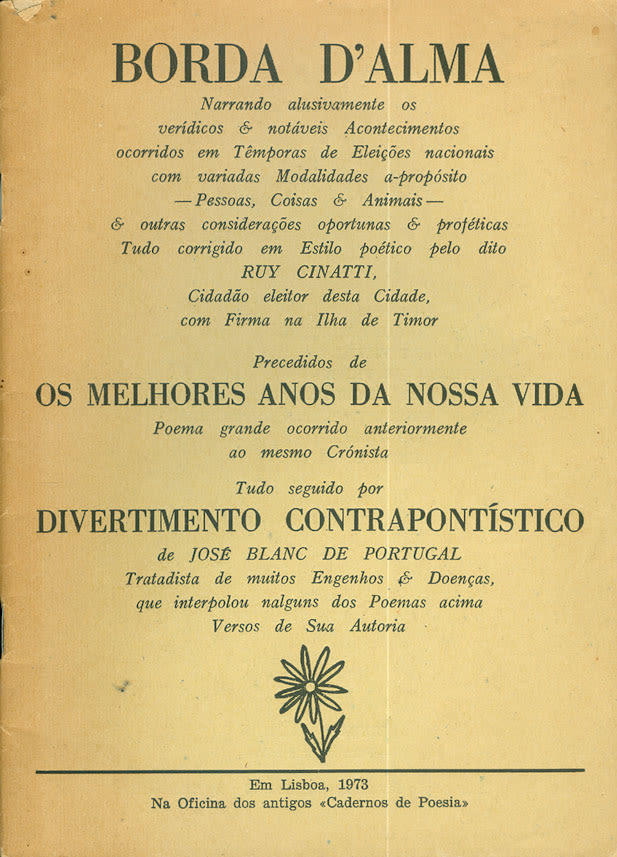 BORDA D'ALMA
Narrando alusivamente os
verídicos & notáveis Acontecimentos
ocorridos em Têmporas de Eleições nacionais
com variadas Modalidades a-propósito
— Pessoas, Coisas & Animais —
& outras considerações oportunas & proféticas
Tudo corrigido em Estilo poético pelo dito
RUY CINATTI,
Cidadão eleitor desta Cidade,
com Firma na Ilha de Timor
Precedidos de
OS MELHORES ANOS DA NOSSA VIDA
Poema grande ocorrido anteriormente
ao mesmo Crónista
Tudo seguido por
DIVERTIMENTO CONTRAPONTÍSTICO
de JOSÉ BLANC DE PORTUGAL
Tratadista de muitos Engenhos & Doenças,
que interpolou nalguns dos Poemas acima
Versos de Sua Autoria
Em Lisboa, 1973
Na Oficina dos antigos «Cadernos de Poesia»